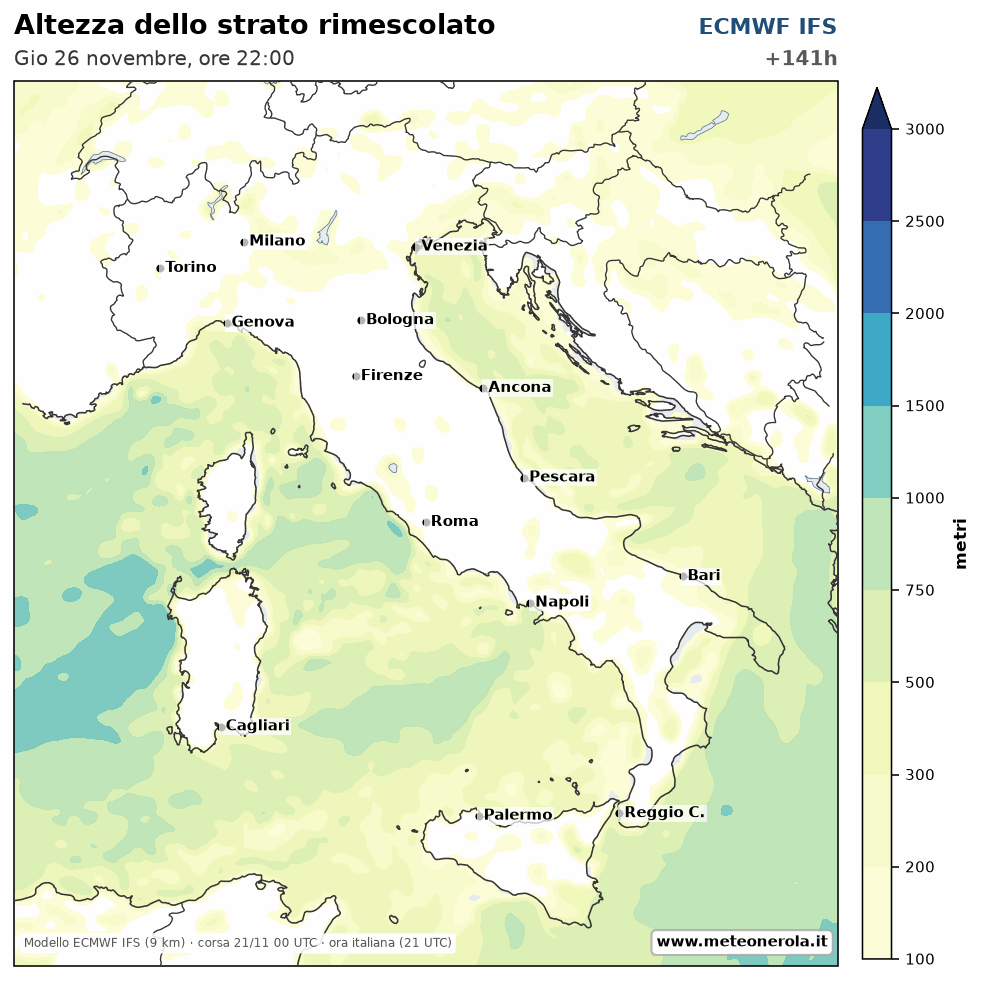 Altezza dello strato rimescolato
ECMWF IFS
Gio 26 novembre, ore 22:00
+141h
3000
2500
2000
1500
1000
750
500
300
200
100
metri
Milano
Venezia
Torino
Genova
Bologna
Firenze
Ancona
Pescara
Roma
Bari
Napoli
Cagliari
Palermo
Reggio C.
Modello ECMWF IFS (9 km) · corsa 21/11 00 UTC · ora italiana (21 UTC)
www.meteonerola.it